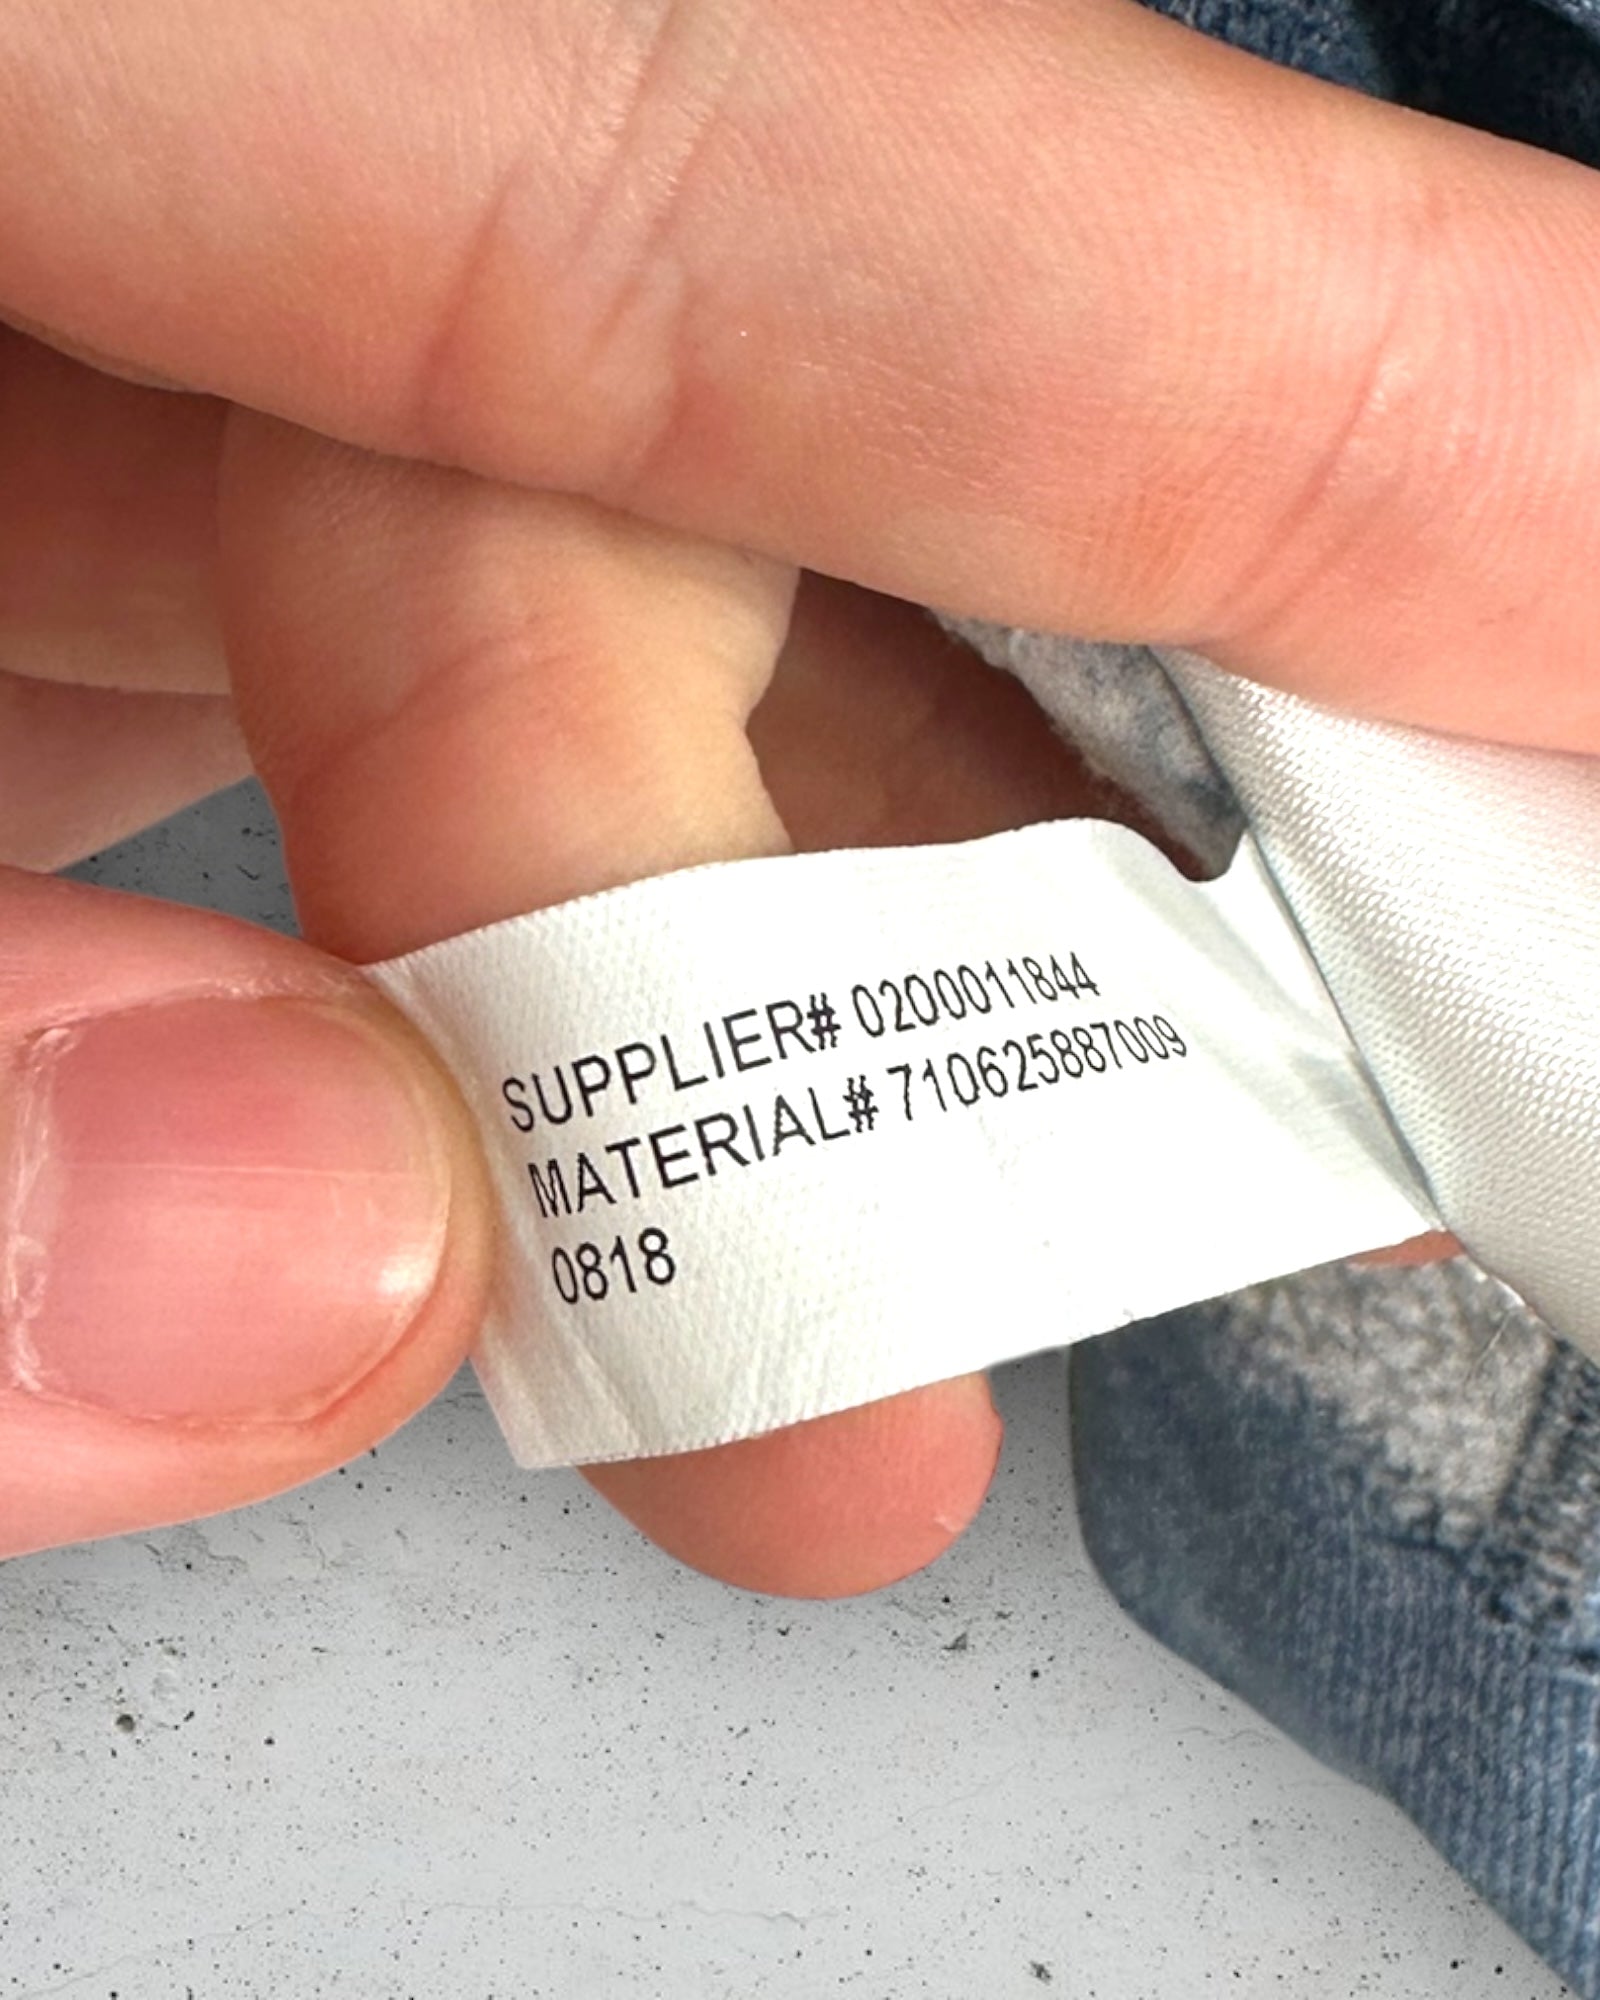 SUPPLIER# 0200011844
MATERIAL# 710625887009
0818